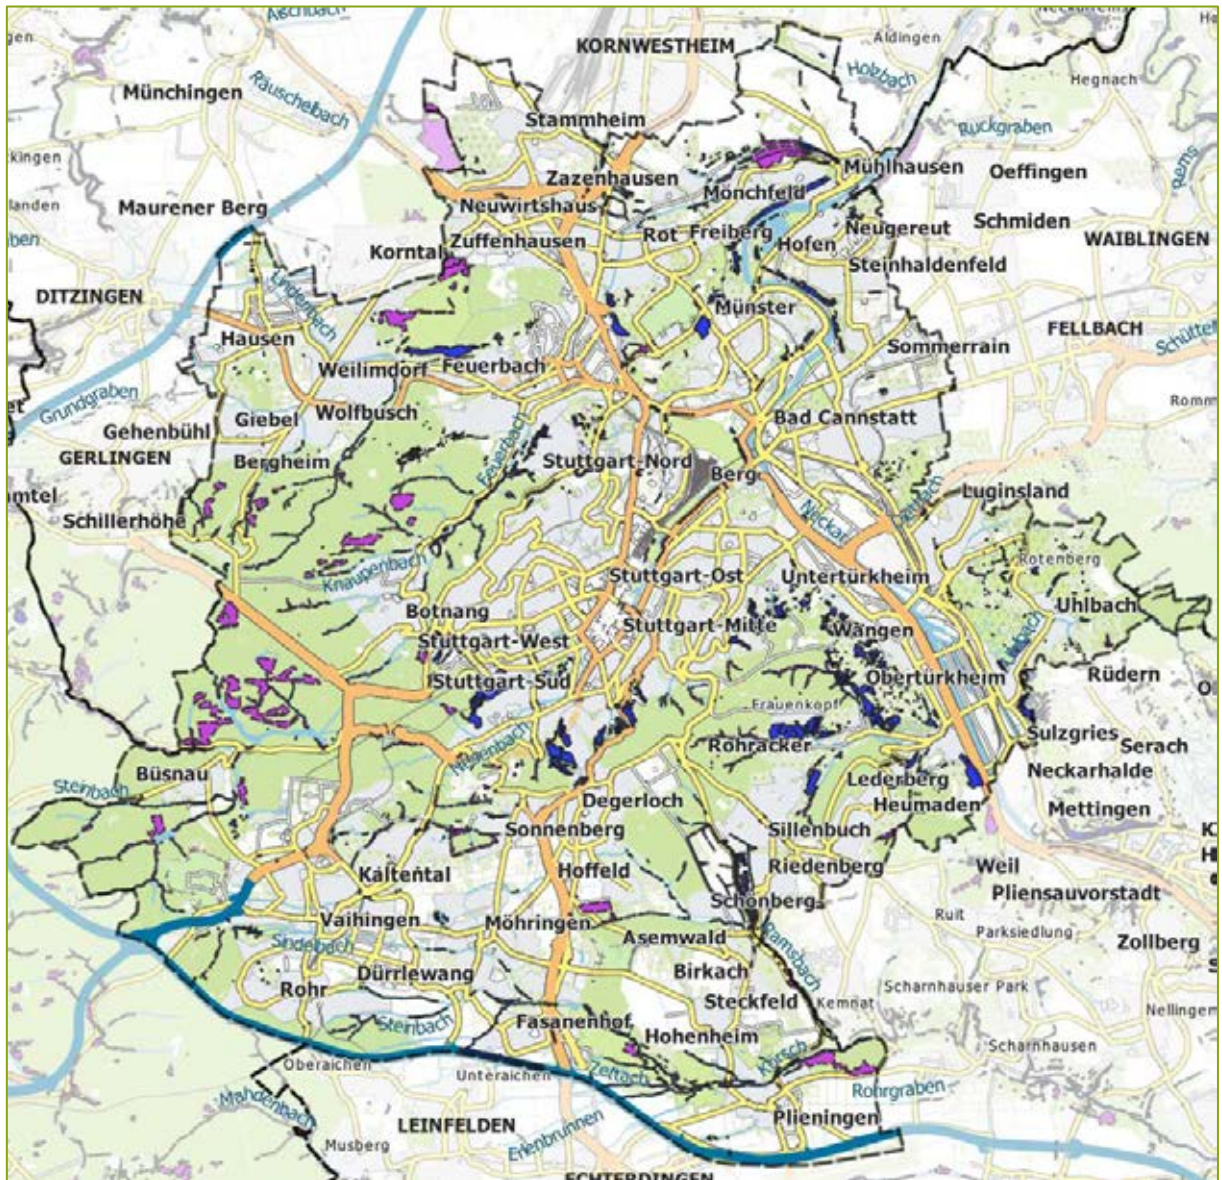 Aischbach
KORNWESTHEIM
Aldingen
Holzbach
Hegnach
Münchingen
Räuschelbach
Stammheim
Ruckgraben
Rems
Mühlhausen
Oeffingen
Zazenhausen
Mönchfeld
Maurener Berg
Neuwirtshaus
Schmiden
Neugereut
WAIBLINGEN
Korntal
Zuffenhausen
Rot
Freiberg
Hofen
Steinhaldenfeld
DITZINGEN
Lindenbach
Münster
FELLBACH
Hausen
Sommerrain
Weilimdorf
Feuerbach
Grundgraben
Giebel
Wolfbusch
Bad Cannstatt
Gehenbühl
GERLINGEN
Bergheim
Feuerbach
Stuttgart-Nord
Berg
Luginsland
Schillerhöhe
Neckar
Rotenberg
Knaupenbach
Stuttgart-Ost
Untertürkheim
Botnang
Uhlbach
Stuttgart-West
Stuttgart-Mitte
Wangen
Stuttgart-Süd
Obertürkheim
Rüdern
Frauenkopf
Rohracker
Sulzgries
Serach
Büsnau
Steinbach
Nesenbach
Lederberg
Neckarhalde
Degerloch
Heumaden
Mettingen
Sonnenberg
Sillenbuch
Kaltental
Hoffeld
Riedenberg
Weil
Pliensauvorstadt
Schönberg
Ruit
Vaihingen
Möhringen
Parksiedlung
Asemwald
Zollberg
Sindelbach
Ramsbach
Dürrlewang
Birkach
Rohr
Steckfeld
Kemnat
Scharnhauser Park
Steinbach
Fasanenhof
Hohenheim
Scharnhausen
Oberaichen
Körsch
Unteraichen
Zettach
Rohrgraben
Mahdenbach
LEINFELDEN
Erlenbrunnen
Plieningen
Musberg
ECHTERDINGEN